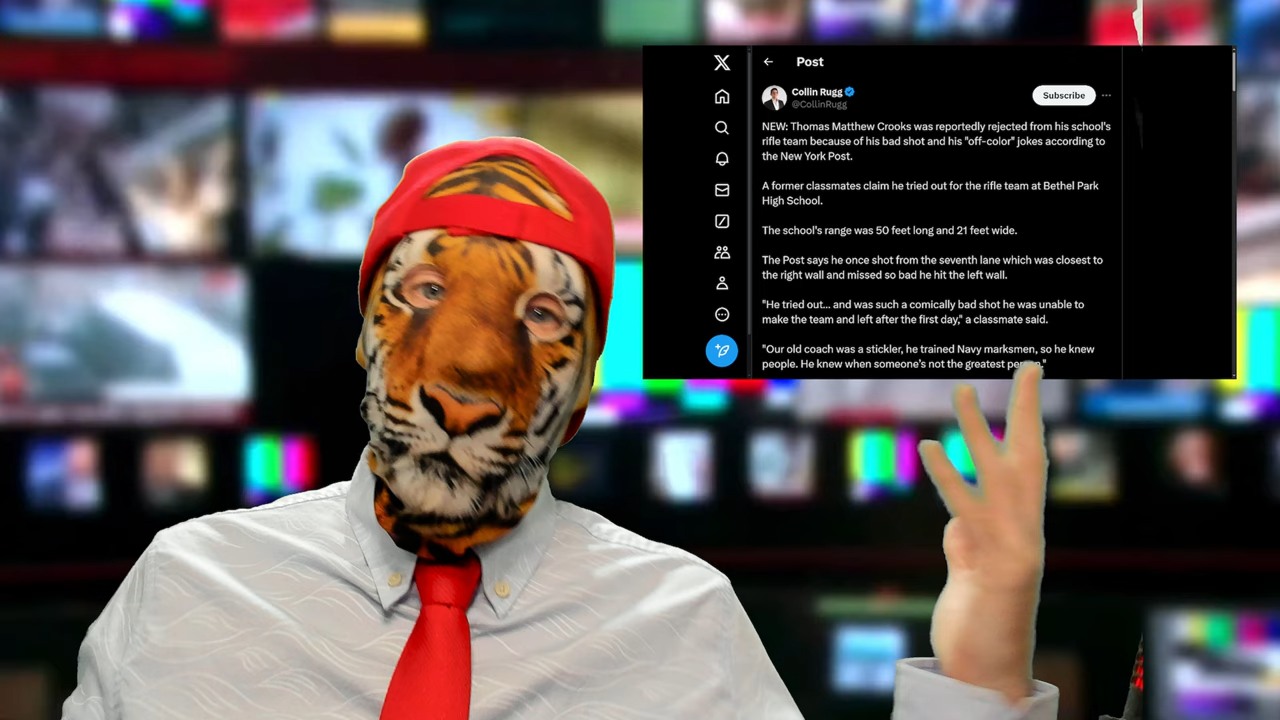 Post
Collin Rugg
@CollinRugg
Subscribe
NEW: Thomas Matthew Crooks was reportedly rejected from his school's
rifle team because of his bad shot and his "off-color" jokes according to
the New York Post.
A former classmates claim he tried out for the rifle team at Bethel Park
High School.
The school's range was 50 feet long and 21 feet wide.
The Post says he once shot from the seventh lane which was closest to
the right wall and missed so bad he hit the left wall.
"He tried out... and was such a comically bad shot he was unable to
make the team and left after the first day," a classmate said.
"Our old coach was a stickler, he trained Navy marksmen, so he knew
people. He knew when someone's not the greatest person."